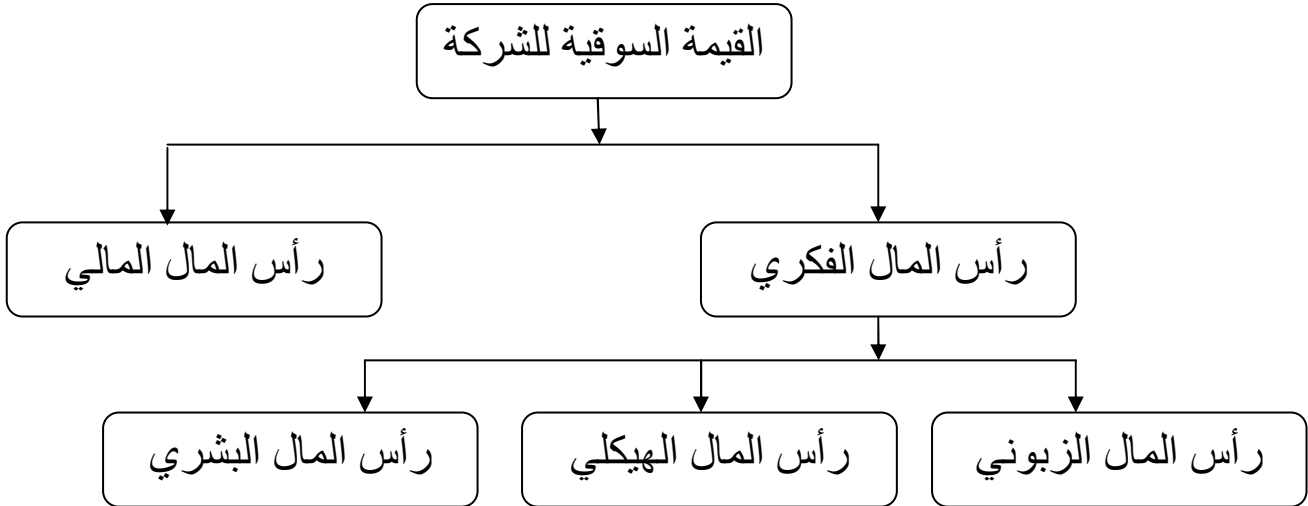 القيمة السوقية للشركة
رأس المال الفكري
رأس المال المالي
رأس المال الزبوني
رأس المال الهيكلي
رأس المال البشري